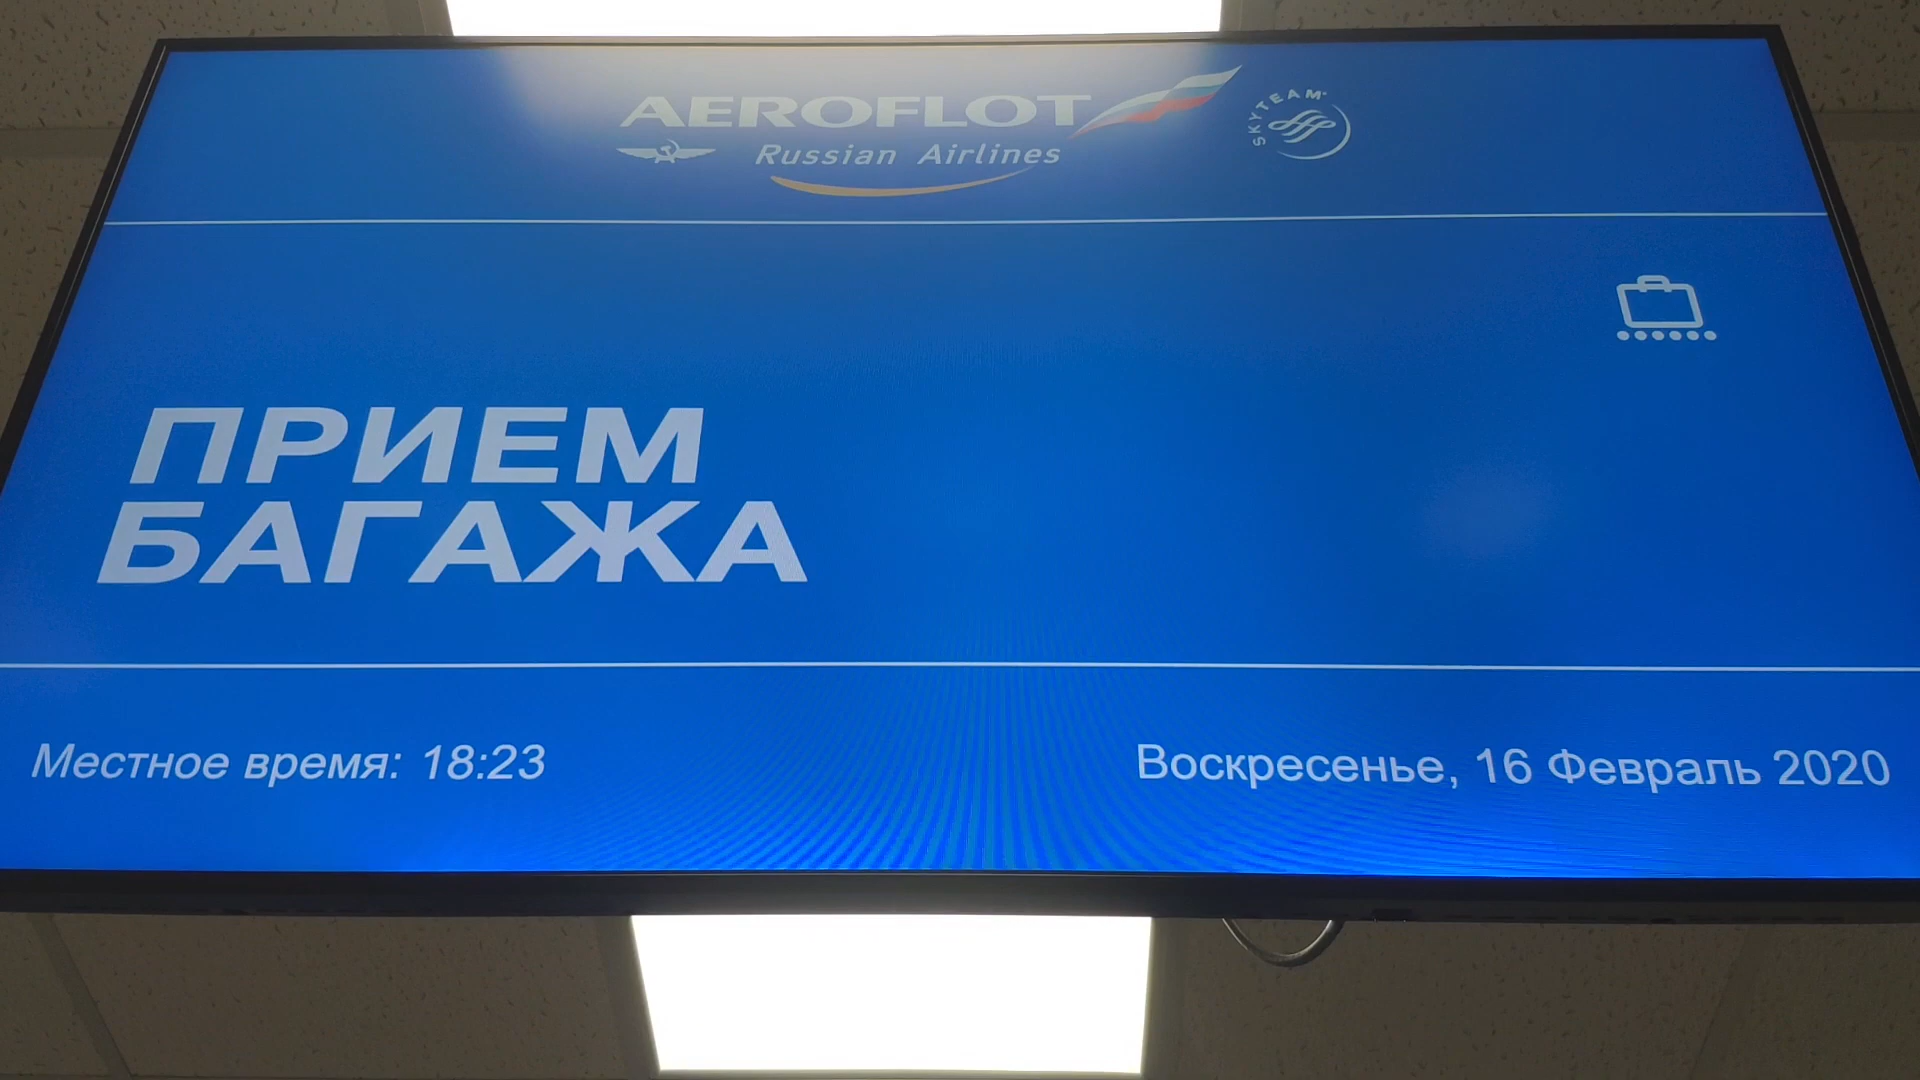 AEROFLOT
Russian Airlines
SKYTEAM
ПРИЕМ
БАГАЖА
Местное время: 18:23
Воскресенье, 16 Февраль 2020